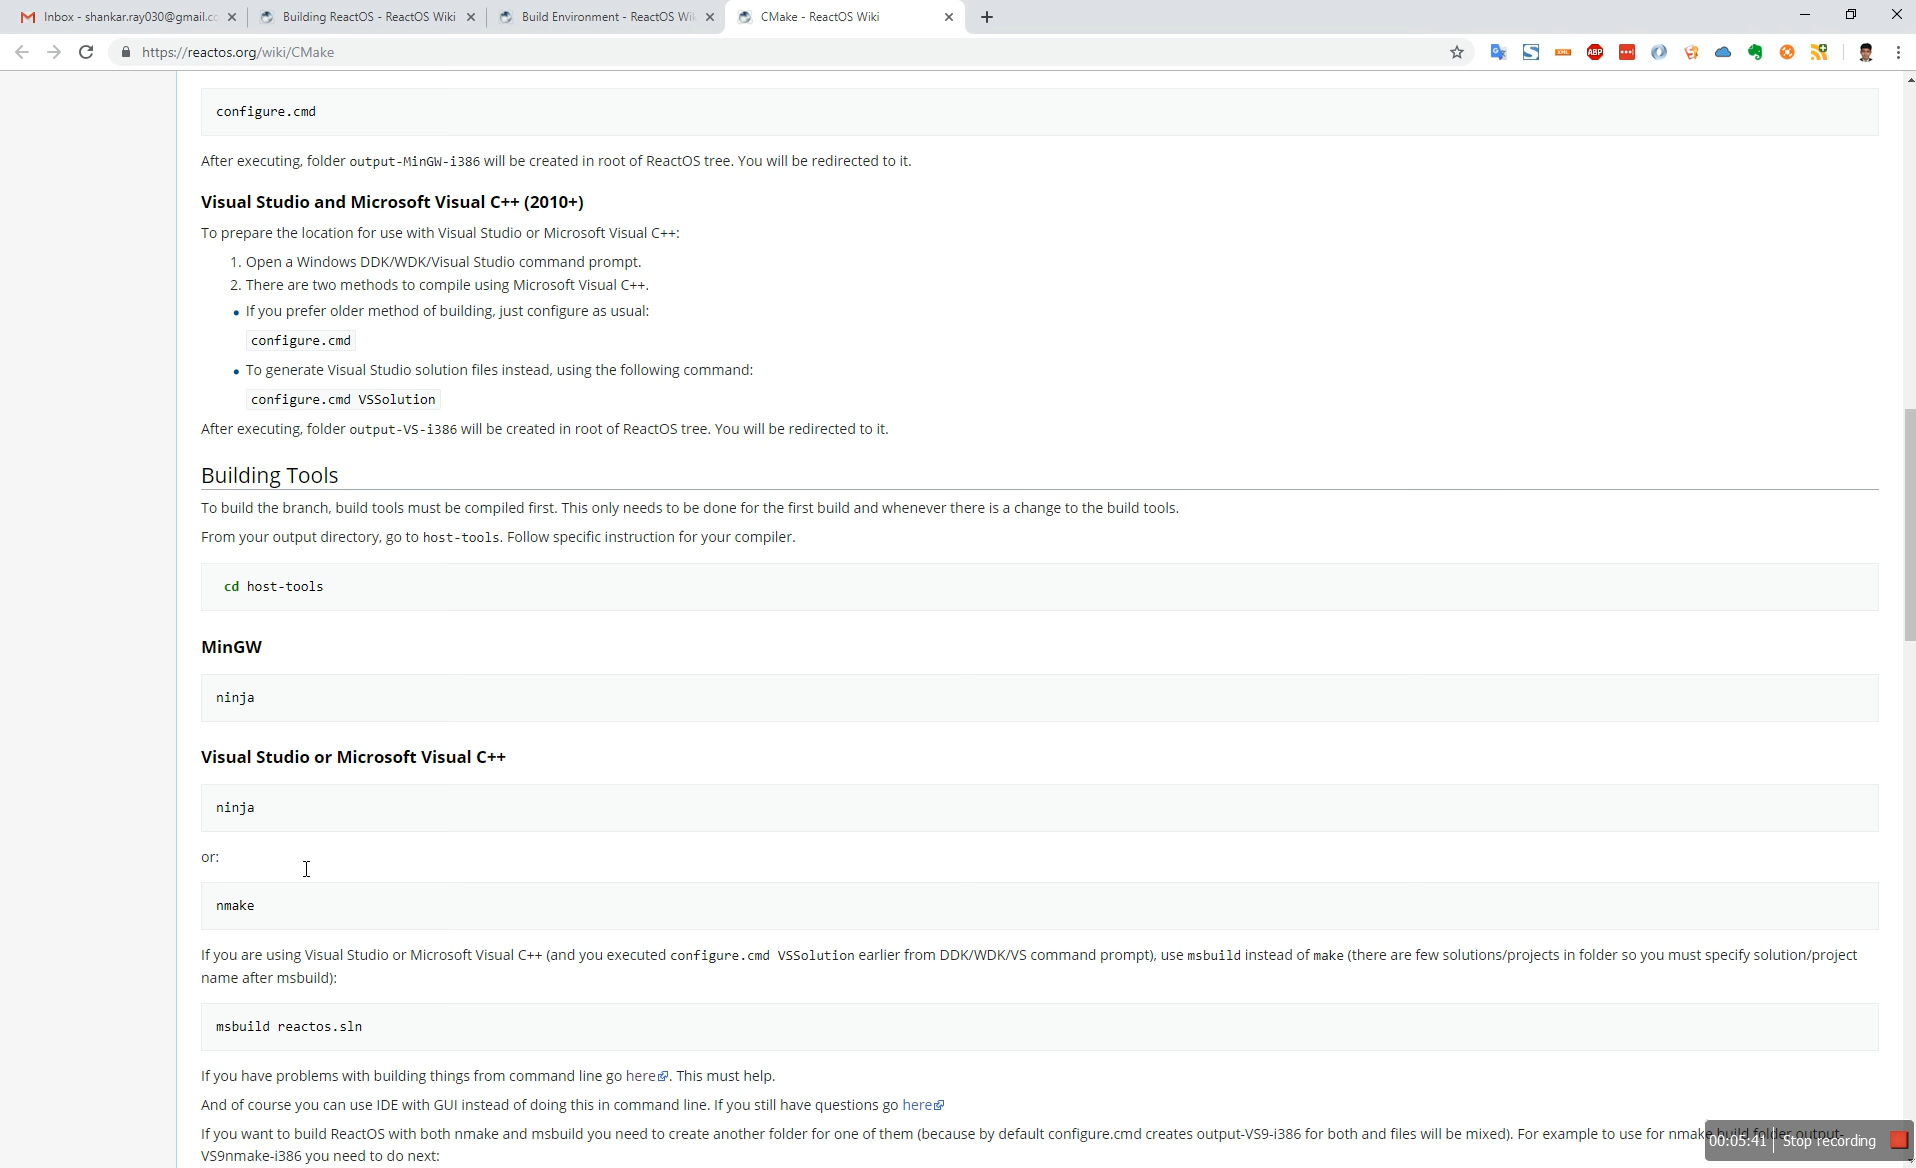 Inbox - shankar.ray030@gmail.cc
Building ReactOS - ReactOS Wiki
Build Environment - ReactOS Wi
CMake - ReactOS Wiki
https://reactos.org/wiki/CMake
ABP
configure.cmd
After executing, folder output-MinGW-i386 will be created in root of ReactOS tree. You will be redirected to it.
Visual Studio and Microsoft Visual C++ (2010+)
To prepare the location for use with Visual Studio or Microsoft Visual C++:
1. Open a Windows DDK/WDK/Visual Studio command prompt.
2. There are two methods to compile using Microsoft Visual C++.
• If you prefer older method of building, just configure as usual:
configure.cmd
• To generate Visual Studio solution files instead, using the following command:
configure.cmd VSSolution
After executing, folder output-VS-i386 will be created in root of ReactOS tree. You will be redirected to it.
Building Tools
To build the branch, build tools must be compiled first. This only needs to be done for the first build and whenever there is a change to the build tools.
From your output directory, go to host-tools. Follow specific instruction for your compiler.
cd host-tools
MinGW
ninja
Visual Studio or Microsoft Visual C++
ninja
or:
nmake
If you are using Visual Studio or Microsoft Visual C++ (and you executed configure.cmd VSSolution earlier from DDK/WDK/VS command prompt), use msbuild instead of make (there are few solutions/projects in folder so you must specify solution/project
name after msbuild):
msbuild reactos.sln
If you have problems with building things from command line go here. This must help.
And of course you can use IDE with GUI instead of doing this in command line. If you still have questions go here
If you want to build ReactOS with both nmake and msbuild you need to create another folder for one of them (because by default configure.cmd creates output-VS9-i386 for both and files will be mixed). For example to use for nmake build folder output-
VS9nmake-i386 you need to do next:
00:05:41 Stop recording